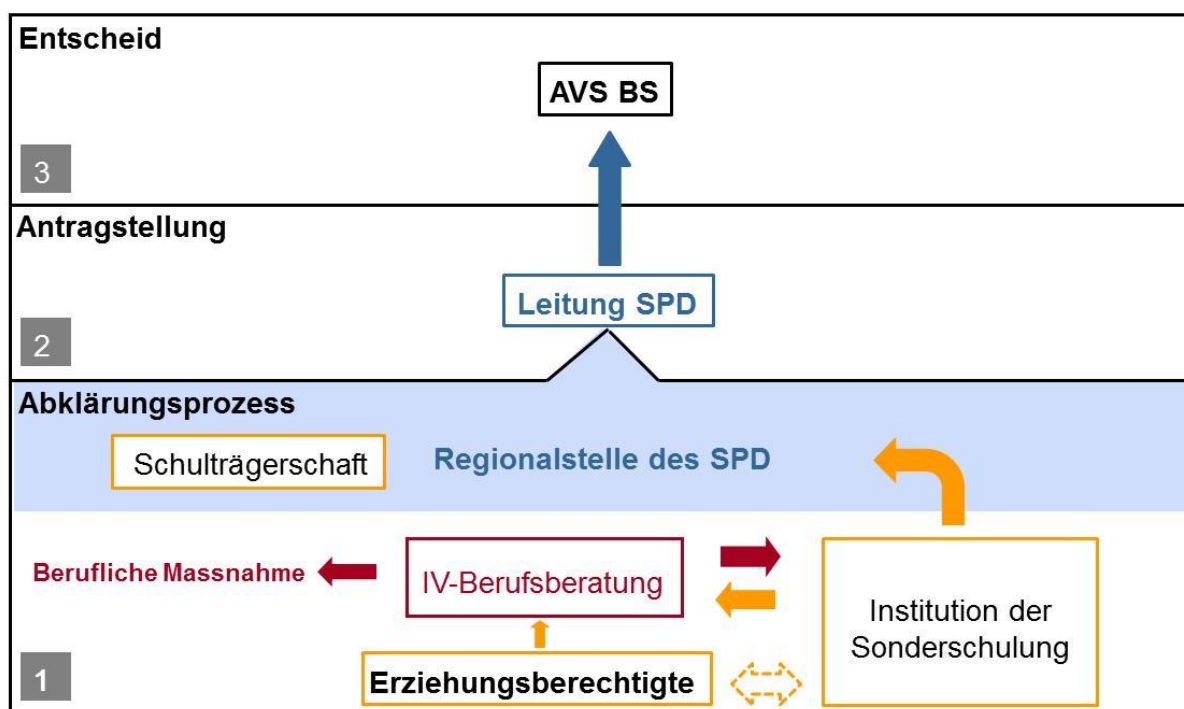 Entscheid
AVS BS
3
Antragstellung
Leitung SPD
2
Abklärungsprozess
Schulträgerschaft
Regionalstelle des SPD
Berufliche Massnahme
IV-Berufsberatung
Institution der
Sonderschulung
1
Erziehungsberechtigte